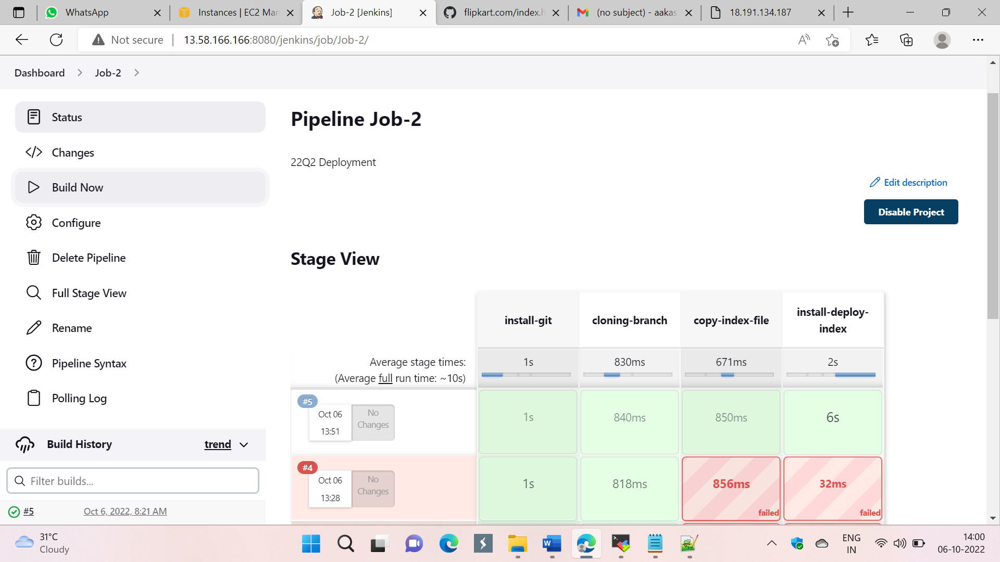 WhatsApp
Instances | EC2 Man
Job-2 [Jenkins]
flipkart.com/index.h
(no subject) - aakas
18.191.134.187
Not secure
13.58.166.166:8080/jenkins/job/Job-2/
Dashboard
Job-2
Status
Changes
Build Now
Configure
Delete Pipeline
Full Stage View
Rename
Pipeline Syntax
Polling Log
Build History
trend
Filter builds...
#5
Oct 6, 2022, 8:21 AM
Pipeline Job-2
22Q2 Deployment
Edit description
Disable Project
Stage View
install-git
cloning-branch
copy-index-file
install-deploy-
index
Average stage times:
(Average full run time: ~10s)
1s
830ms
671ms
2s
#5
Oct 06
13:51
No
Changes
1s
840ms
850ms
6s
#4
Oct 06
13:28
No
Changes
1s
818ms
856ms
failed
32ms
failed
31°C
Cloudy
ENG
IN
14:00
06-10-2022